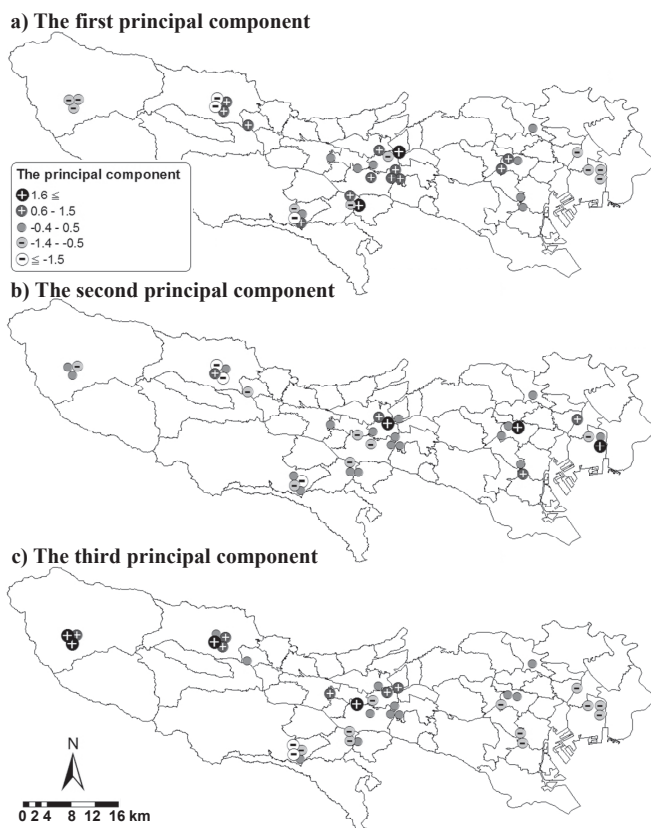 a) The first principal component
The principal component
1.6 ≦
0.6 - 1.5
-0.4 - 0.5
-1.4 - -0.5
≦ -1.5
b) The second principal component
c) The third principal component
N
0 2 4 8 12 16 km